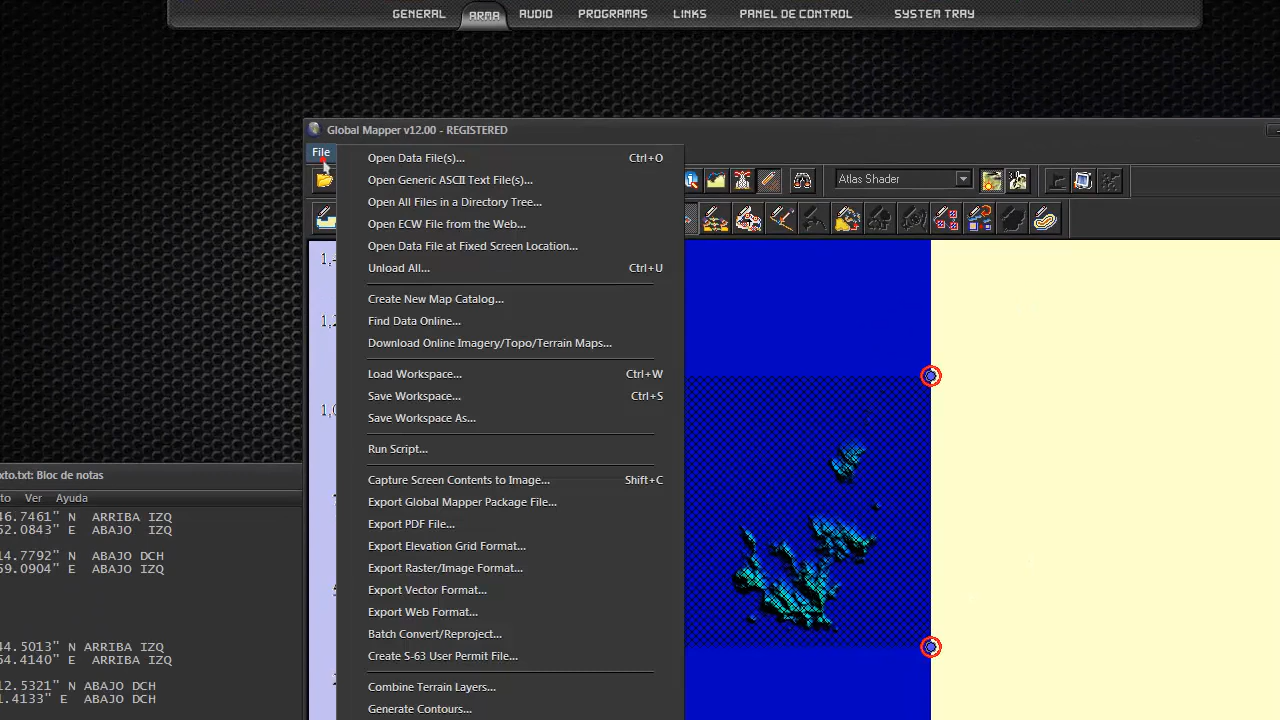 GENERAL ARMA AUDIO PROGRAMAS LINKS PANEL DE CONTROL SYSTEM TRAY
Global Mapper v12.00 - REGISTERED
File
Open Data File(s)... Ctrl+O
Open Generic ASCII Text File(s)...
Atlas Shader
Open All Files in a Directory Tree...
Open ECW File from the Web...
Open Data File at Fixed Screen Location...
Unload All... Ctrl+U
Create New Map Catalog...
Find Data Online...
Download Online Imagery/Topo/Terrain Maps...
Load Workspace... Ctrl+W
Save Workspace... Ctrl+S
Save Workspace As...
Run Script...
Capture Screen Contents to Image... Shift+C
Export Global Mapper Package File...
Export PDF File...
Export Elevation Grid Format...
Export Raster/Image Format...
Export Vector Format...
Export Web Format...
Batch Convert/Reproject...
Create S-63 User Permit File...
Combine Terrain Layers...
Generate Contours...
xto.txt: Bloc de notas
to Ver Ayuda
46.7461" N ARRIBA IZQ
52.0843" E ABAJO IZQ
14.7792" N ABAJO DCH
59.0904" E ABAJO IZQ
44.5013" N ARRIBA IZQ
54.4140" E ARRIBA IZQ
12.5321" N ABAJO DCH
1.4133" E ABAJO DCH